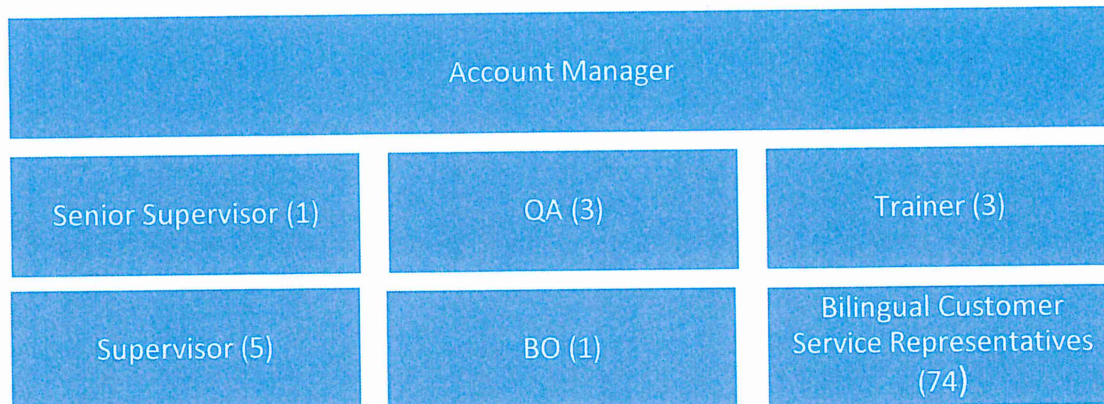 Account Manager
Senior Supervisor (1)
QA (3)
Trainer (3)
Supervisor (5)
BO (1)
Bilingual Customer
Service Representatives
(74)